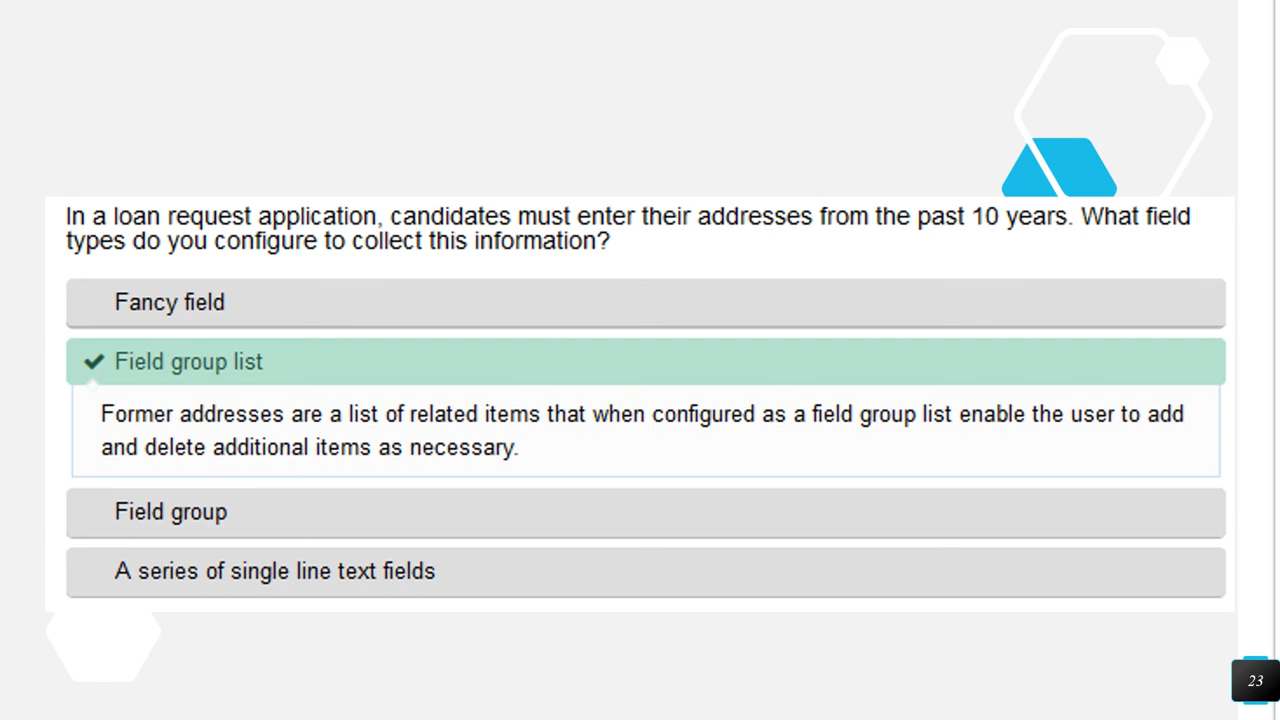 In a loan request application, candidates must enter their addresses from the past 10 years. What field
types do you configure to collect this information?
Fancy field
Field group list
Former addresses are a list of related items that when configured as a field group list enable the user to add
and delete additional items as necessary.
Field group
A series of single line text fields
23